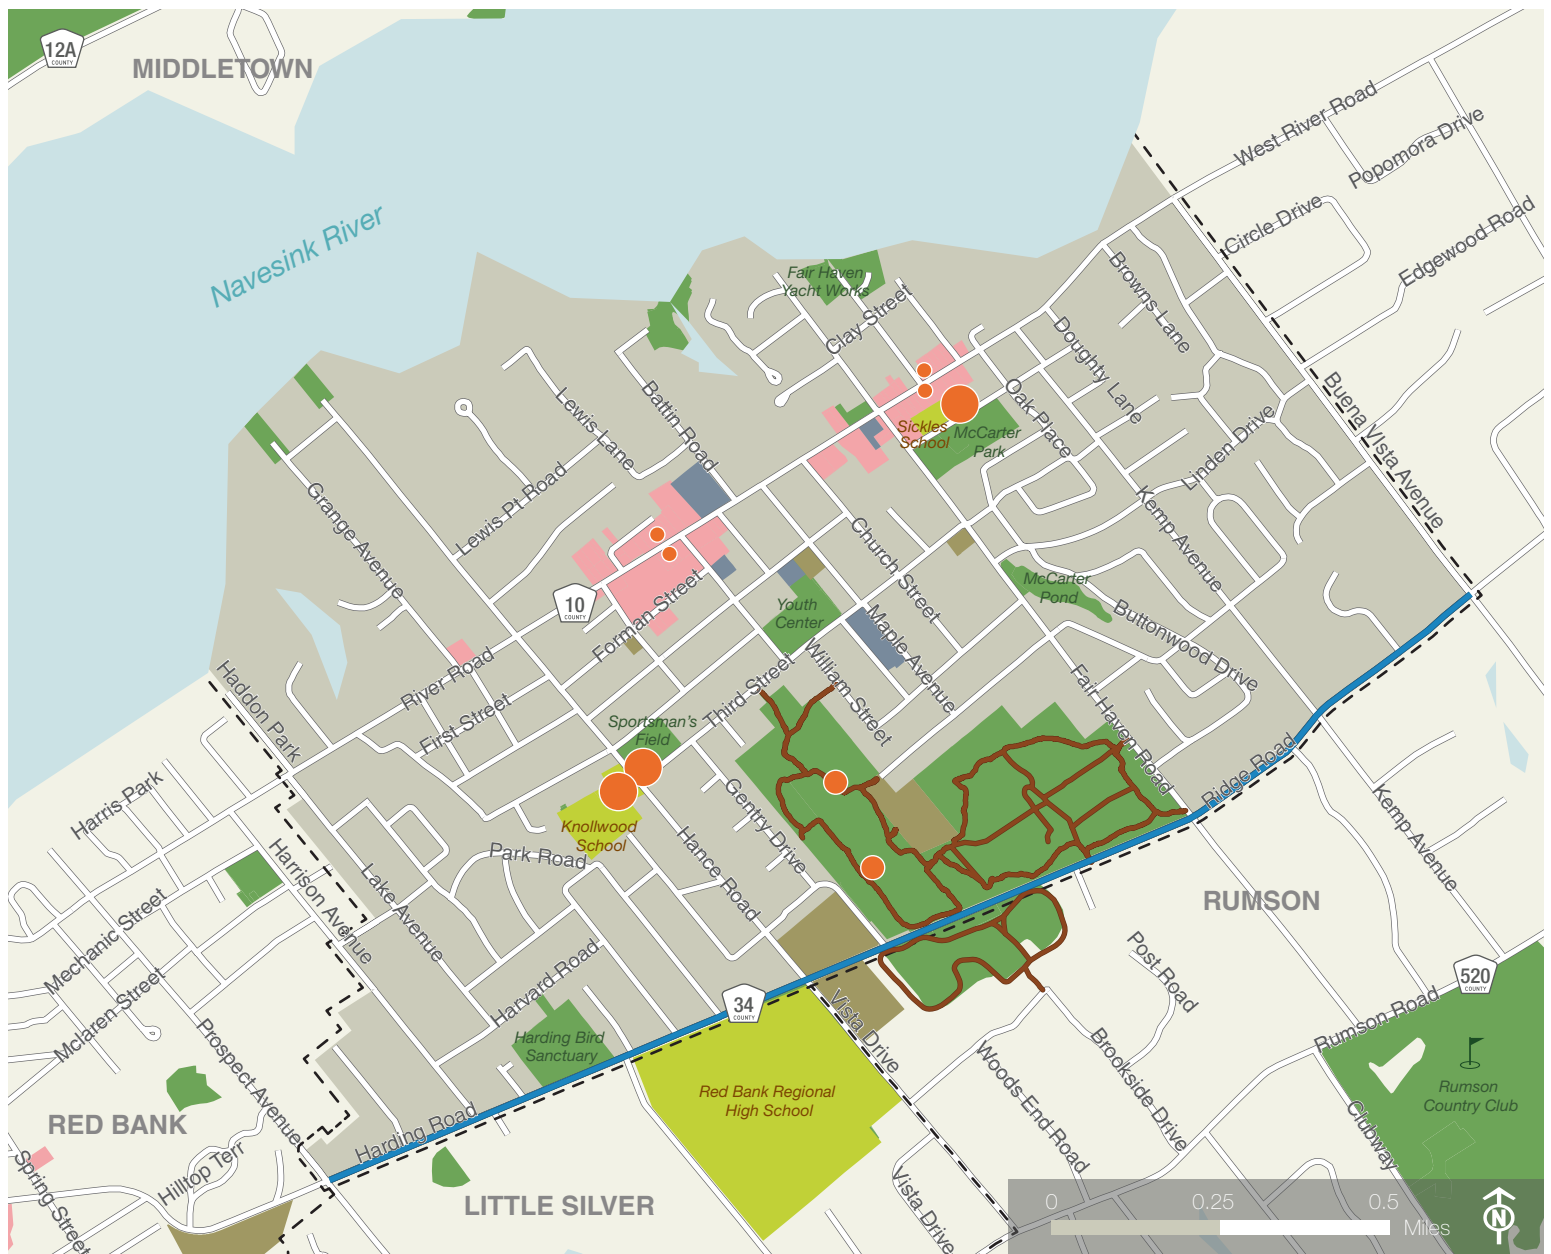 12A
COUNTY
MIDDLETOWN
West River Road
Popomora Drive
Circle Drive
Edgewood Road
Navesink River
Fair Haven
Yacht Works
Clay Street
Browns Lane
Doughty Lane
Buena VIsta Avenue
Battin Road
Lewis Lane
Oak Place
Sickles
School
McCarter
Park
Linden Drive
Grange Avenue
Lewis Pt Road
Kemp Avenue
Church Street
10
COUNTY
Forman Street
Youth
Center
McCarter
Pond
Maple Avenue
Buttonwood Drive
William Street
River Road
Haddon Park
First Street
Third Street
Fair Haven Road
Sportsman's
Field
Ridge Road
Harris Park
Gentry Drive
Kemp Avenue
Knollwood
School
Park Road
Hance Road
Harrison Avenue
Lake Avenue
RUMSON
Mechanic Street
Mclaren Street
Harvard Road
Post Road
520
COUNTY
34
COUNTY
Vista Drive
Rumson Road
Prospect Avenue
Harding Bird
Sanctuary
Brookside Drive
Woods End Road
Red Bank Regional
High School
Rumson
Country Club
RED BANK
Harding Road
Clubway
Hilltop Terr
Spring Street
LITTLE SILVER
Vista Drive
0 0.25 0.5
Miles
N